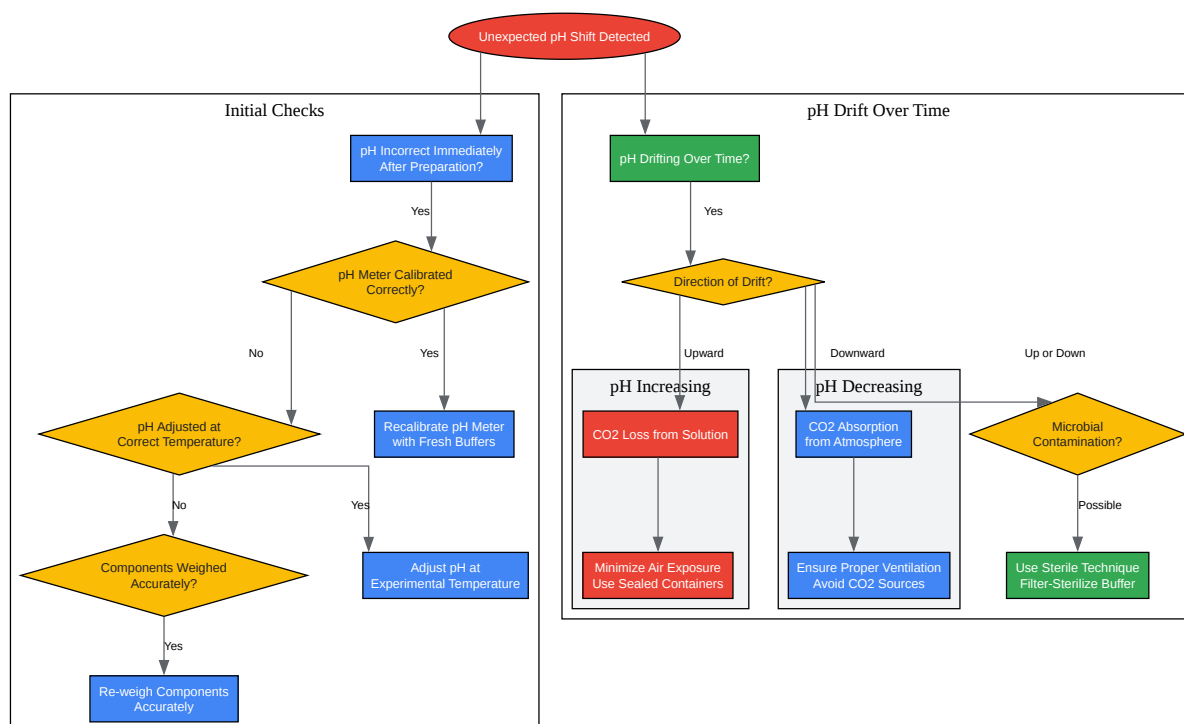 Unexpected pH Shift Detected
Initial Checks
pH Incorrect Immediately
After Preparation?
Yes
pH Meter Calibrated
Correctly?
No
Yes
pH Adjusted at
Correct Temperature?
Recalibrate pH Meter
with Fresh Buffers
No
Yes
Components Weighed
Accurately?
Adjust pH at
Experimental Temperature
Yes
Re-weigh Components
Accurately
pH Drift Over Time
pH Drifting Over Time?
Yes
Direction of Drift?
Upward
Downward
Up or Down
pH Increasing
CO2 Loss from Solution
Minimize Air Exposure
Use Sealed Containers
pH Decreasing
CO2 Absorption
from Atmosphere
Ensure Proper Ventilation
Avoid CO2 Sources
Microbial
Contamination?
Possible
Use Sterile Technique
Filter-Sterilize Buffer